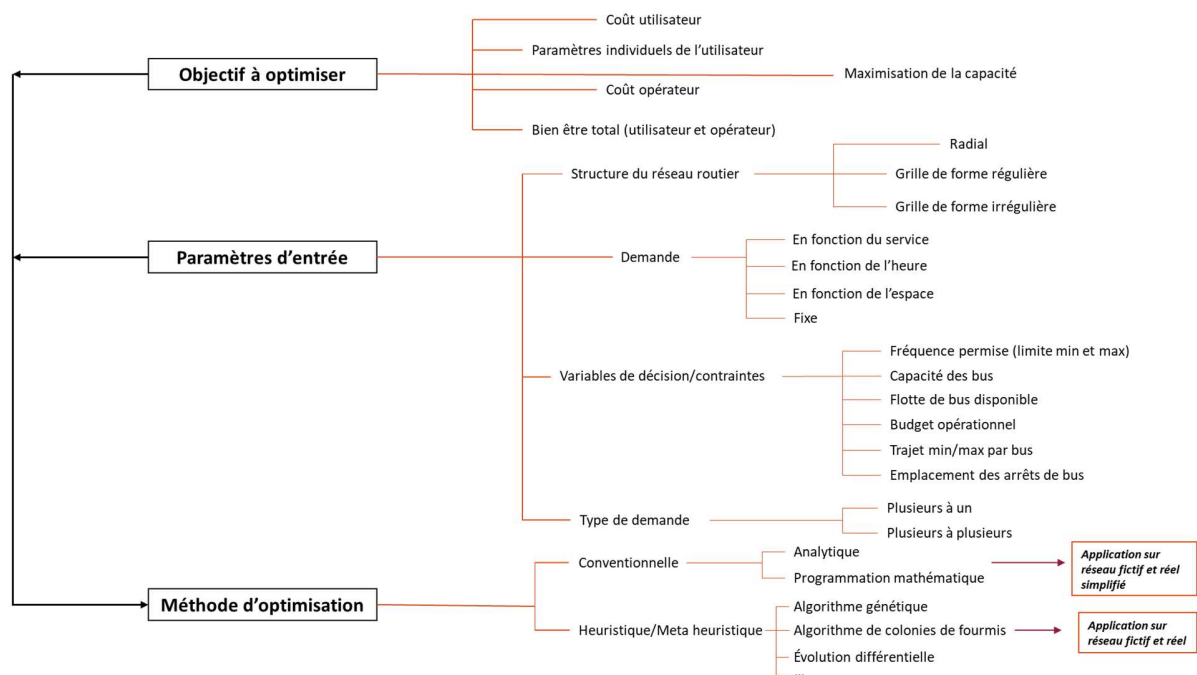 Coût utilisateur
Paramètres individuels de l'utilisateur
Objectif à optimiser
Maximisation de la capacité
Coût opérateur
Bien être total (utilisateur et opérateur)
Radial
Structure du réseau routier
Grille de forme régulière
Grille de forme irrégulière
En fonction du service
Paramètres d'entrée
Demande
En fonction de l'heure
En fonction de l'espace
Fixe
Fréquence permise (limite min et max)
Variables de décision/contraintes
Capacité des bus
Flotte de bus disponible
Budget opérationnel
Trajet min/max par bus
Emplacement des arrêts de bus
Plusieurs à un
Type de demande
Plusieurs à plusieurs
Analytique
Conventionnelle
Programmation mathématique
Application sur
réseau fictif et réel
simplifié
Méthode d'optimisation
Algorithme génétique
Heuristique/Meta heuristique
Algorithme de colonies de fourmis
Application sur
réseau fictif et réel
Évolution différentielle